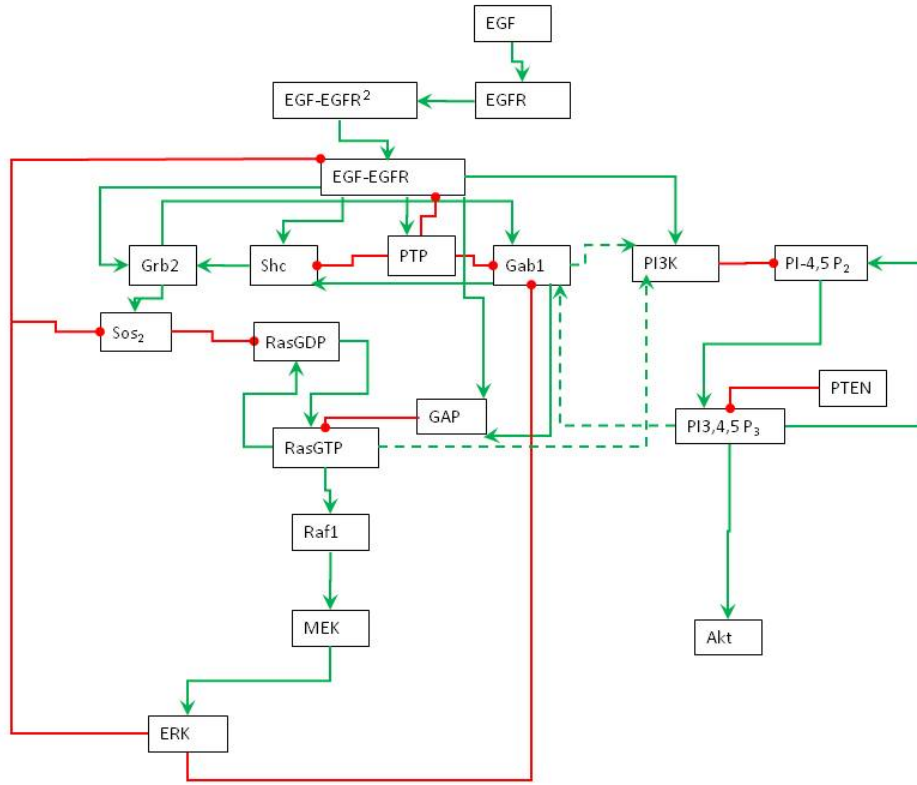 EGF
EGF-EGFR²
EGFR
EGF-EGFR
Grb2
Shc
PTP
Gab1
PI3K
PI-4,5 P₂
Sos₂
RasGDP
PTEN
GAP
PI3,4,5 P₃
RasGTP
Raf1
MEK
Akt
ERK